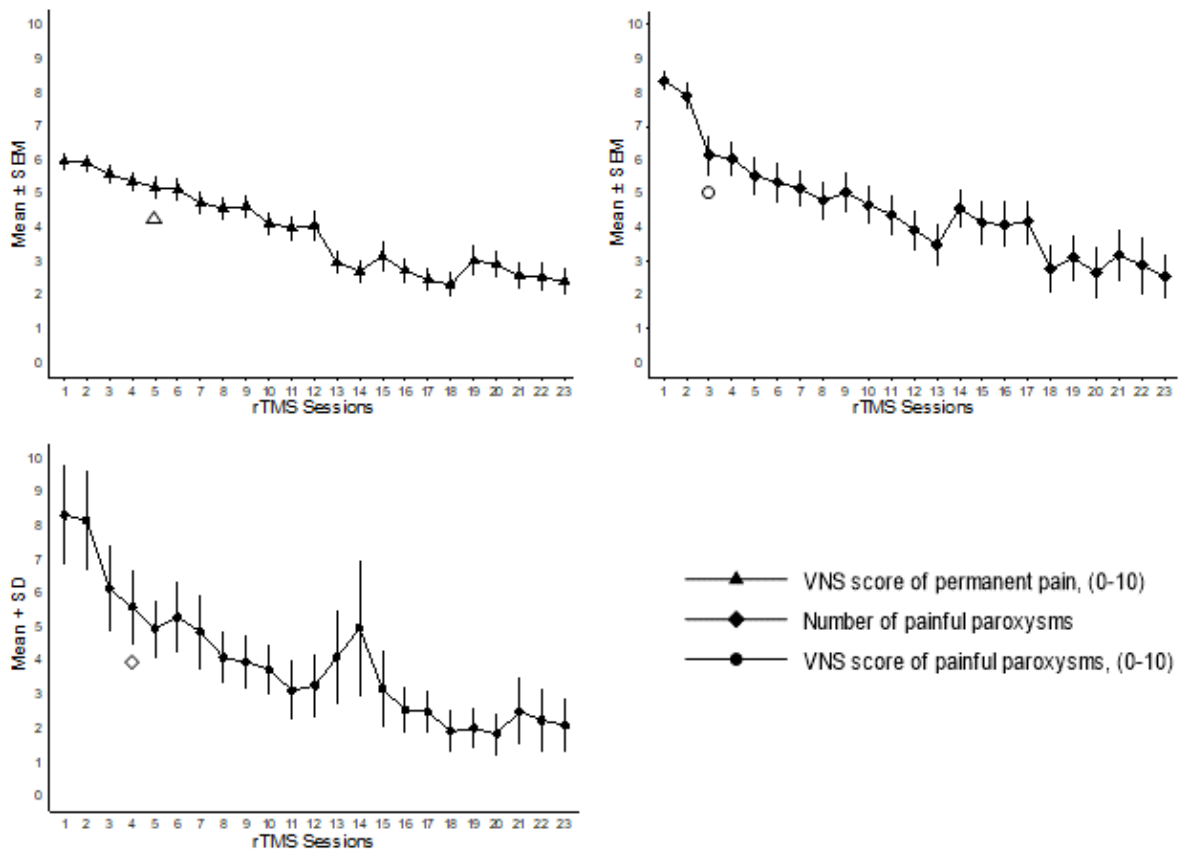 10
9
8
7
6
5
4
3
2
1
0
Mean ± SEM
1 2 3 4 5 6 7 8 9 10 11 12 13 14 15 16 17 18 19 20 21 22 23
rTMS Sessions
10
9
8
7
6
5
4
3
2
1
0
Mean ± SEM
1 2 3 4 5 6 7 8 9 10 11 12 13 14 15 16 17 18 19 20 21 22 23
rTMS Sessions
10
9
8
7
6
5
4
3
2
1
0
Mean + SD
1 2 3 4 5 6 7 8 9 10 11 12 13 14 15 16 17 18 19 20 21 22 23
rTMS Sessions
VNS score of permanent pain, (0-10)
Number of painful paroxysms
VNS score of painful paroxysms, (0-10)